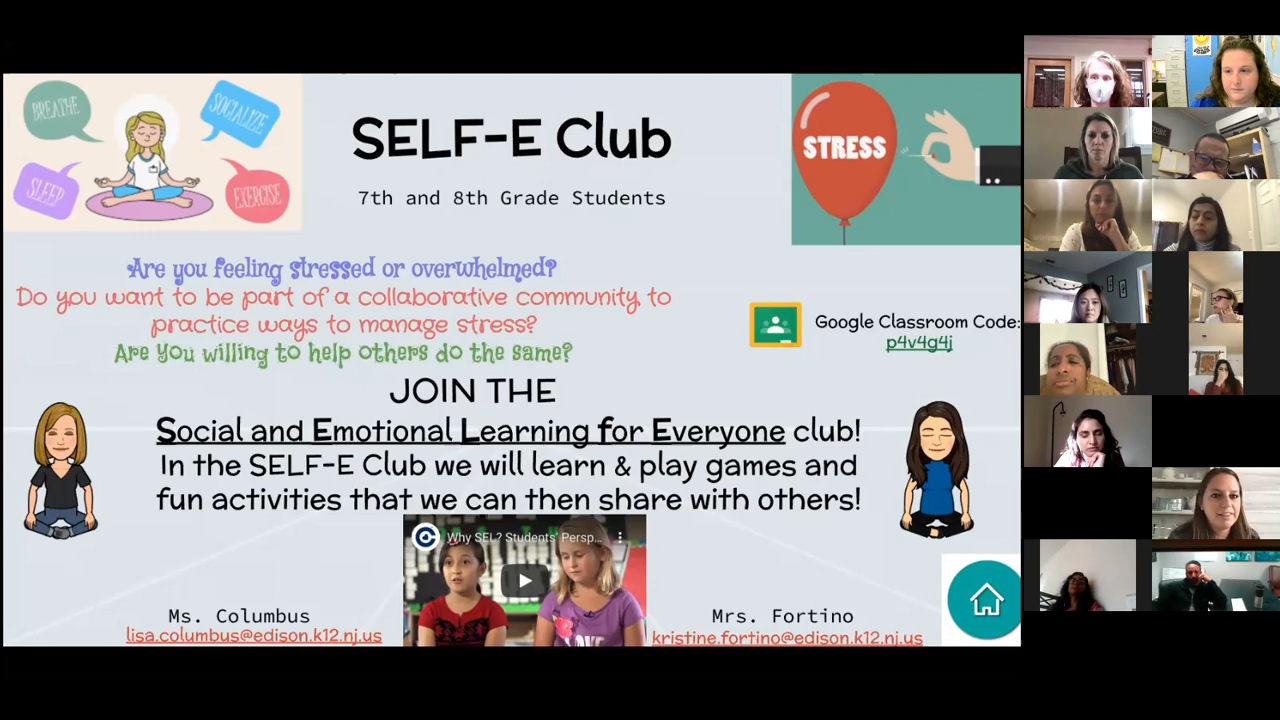 BREATHE
SOCIALIZE
SLEEP
EXERCISE
SELF-E Club
7th and 8th Grade Students
STRESS
Are you feeling stressed or overwhelmed?
Do you want to be part of a collaborative community, to
practice ways to manage stress?
Are you willing to help others do the same?
Google Classroom Code:
p4v4g4j
JOIN THE
Social and Emotional Learning for Everyone club!
In the SELF-E Club we will learn & play games and
fun activities that we can then share with others!
Why SEL? Students' Persp...
LOVE
Ms. Columbus
lisa.columbus@edison.k12.nj.us
Mrs. Fortino
kristine.fortino@edison.k12.nj.us